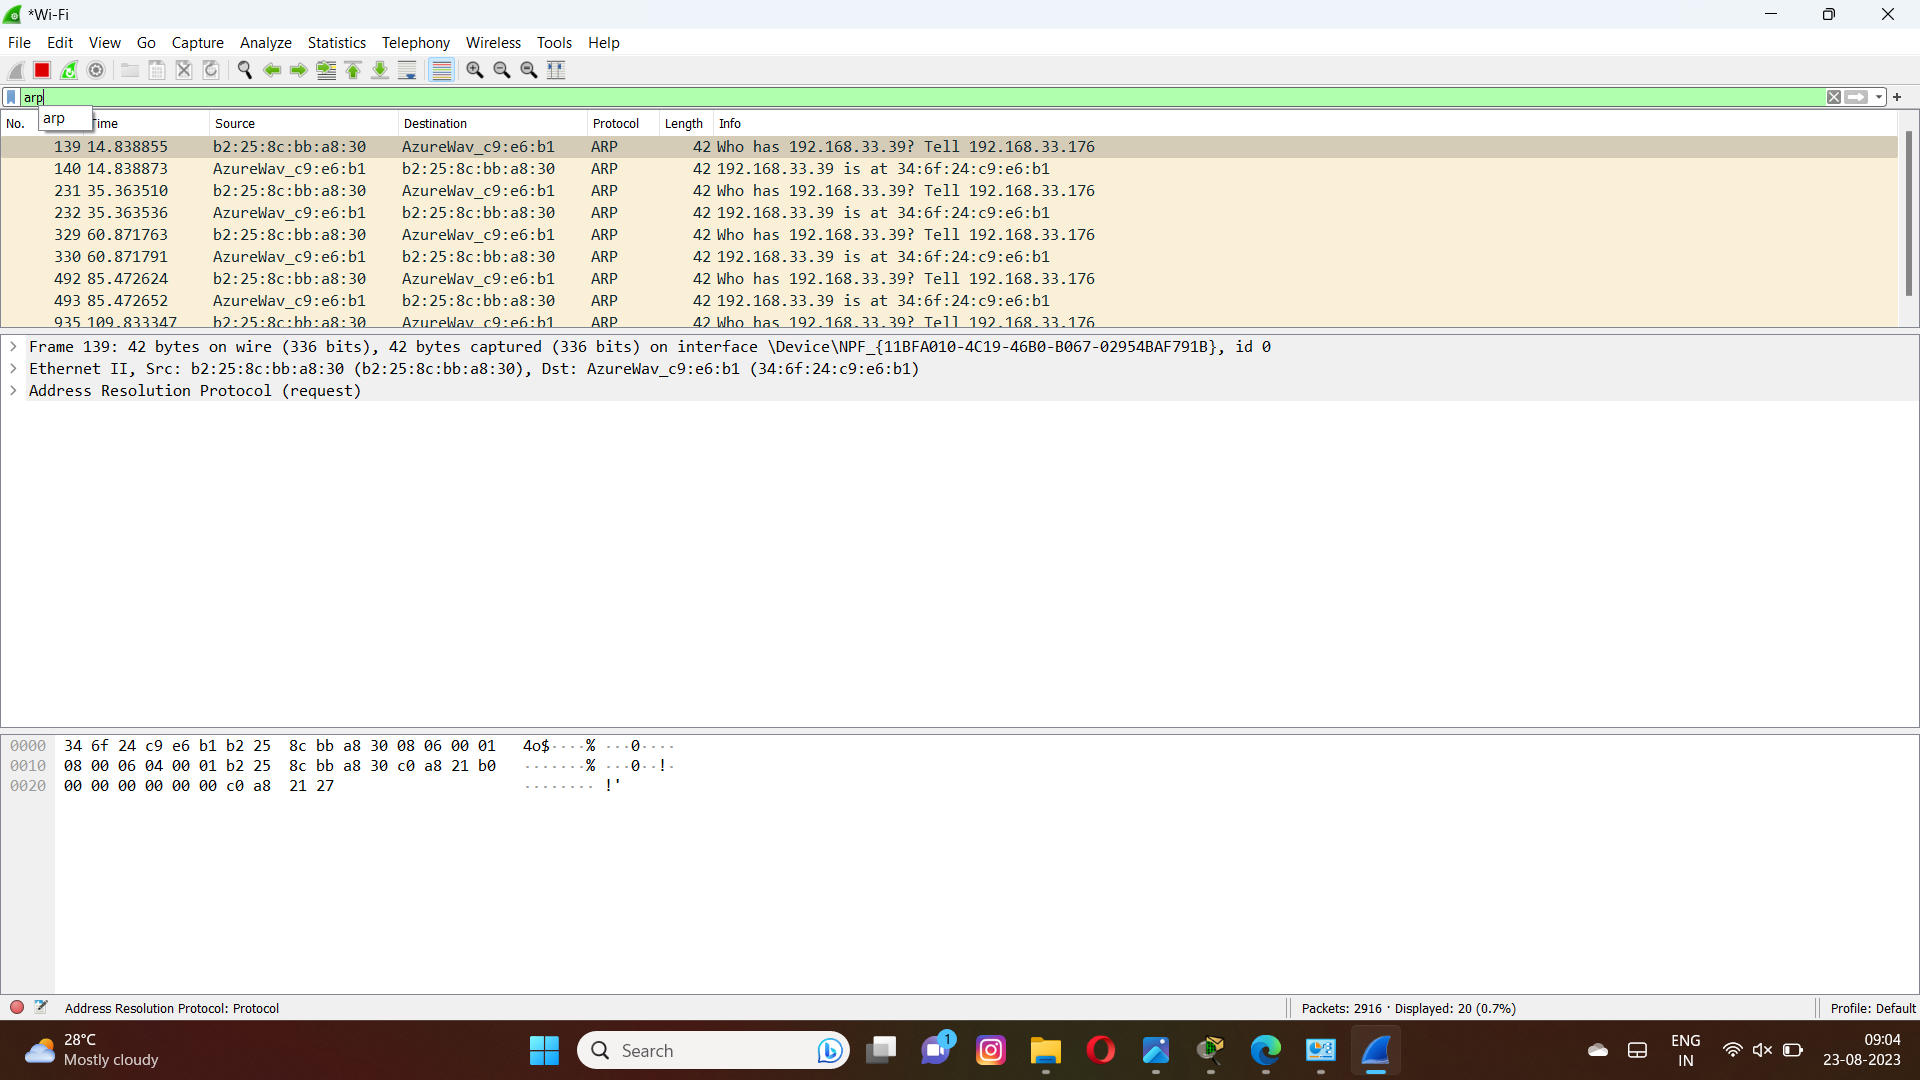 *Wi-Fi
File Edit View Go Capture Analyze Statistics Telephony Wireless Tools Help
arp
arp
No. Time Source Destination Protocol Length Info
139 14.838855 b2:25:8c:bb:a8:30 AzureWav_c9:e6:b1 ARP 42 Who has 192.168.33.39? Tell 192.168.33.176
140 14.838873 AzureWav_c9:e6:b1 b2:25:8c:bb:a8:30 ARP 42 192.168.33.39 is at 34:6f:24:c9:e6:b1
231 35.363510 b2:25:8c:bb:a8:30 AzureWav_c9:e6:b1 ARP 42 Who has 192.168.33.39? Tell 192.168.33.176
232 35.363536 AzureWav_c9:e6:b1 b2:25:8c:bb:a8:30 ARP 42 192.168.33.39 is at 34:6f:24:c9:e6:b1
329 60.871763 b2:25:8c:bb:a8:30 AzureWav_c9:e6:b1 ARP 42 Who has 192.168.33.39? Tell 192.168.33.176
330 60.871791 AzureWav_c9:e6:b1 b2:25:8c:bb:a8:30 ARP 42 192.168.33.39 is at 34:6f:24:c9:e6:b1
492 85.472624 b2:25:8c:bb:a8:30 AzureWav_c9:e6:b1 ARP 42 Who has 192.168.33.39? Tell 192.168.33.176
493 85.472652 AzureWav_c9:e6:b1 b2:25:8c:bb:a8:30 ARP 42 192.168.33.39 is at 34:6f:24:c9:e6:b1
935 109.833347 b2:25:8c:bb:a8:30 AzureWav_c9:e6:b1 ARP 42 Who has 192.168.33.39? Tell 192.168.33.176
Frame 139: 42 bytes on wire (336 bits), 42 bytes captured (336 bits) on interface \Device\NPF_{11BFA010-4C19-46B0-B067-02954BAF791B}, id 0
Ethernet II, Src: b2:25:8c:bb:a8:30 (b2:25:8c:bb:a8:30), Dst: AzureWav_c9:e6:b1 (34:6f:24:c9:e6:b1)
Address Resolution Protocol (request)
0000 34 6f 24 c9 e6 b1 b2 25 8c bb a8 30 08 06 00 01 4o$····% ···0····
0010 08 00 06 04 00 01 b2 25 8c bb a8 30 c0 a8 21 b0 ·······% ···0··!·
0020 00 00 00 00 00 00 c0 a8 21 27 ········ !'
Address Resolution Protocol: Protocol Packets: 2916 · Displayed: 20 (0.7%) Profile: Default
28°C
Mostly cloudy
Search
1
ENG
IN
09:04
23-08-2023